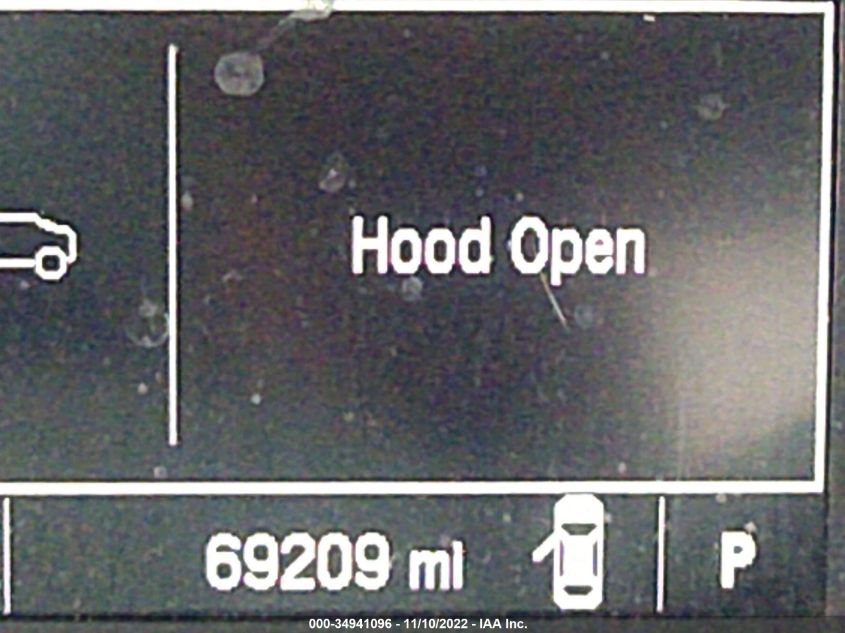 Hood Open
69209 mi
P
000-34941096 - 11/10/2022 - IAA Inc.